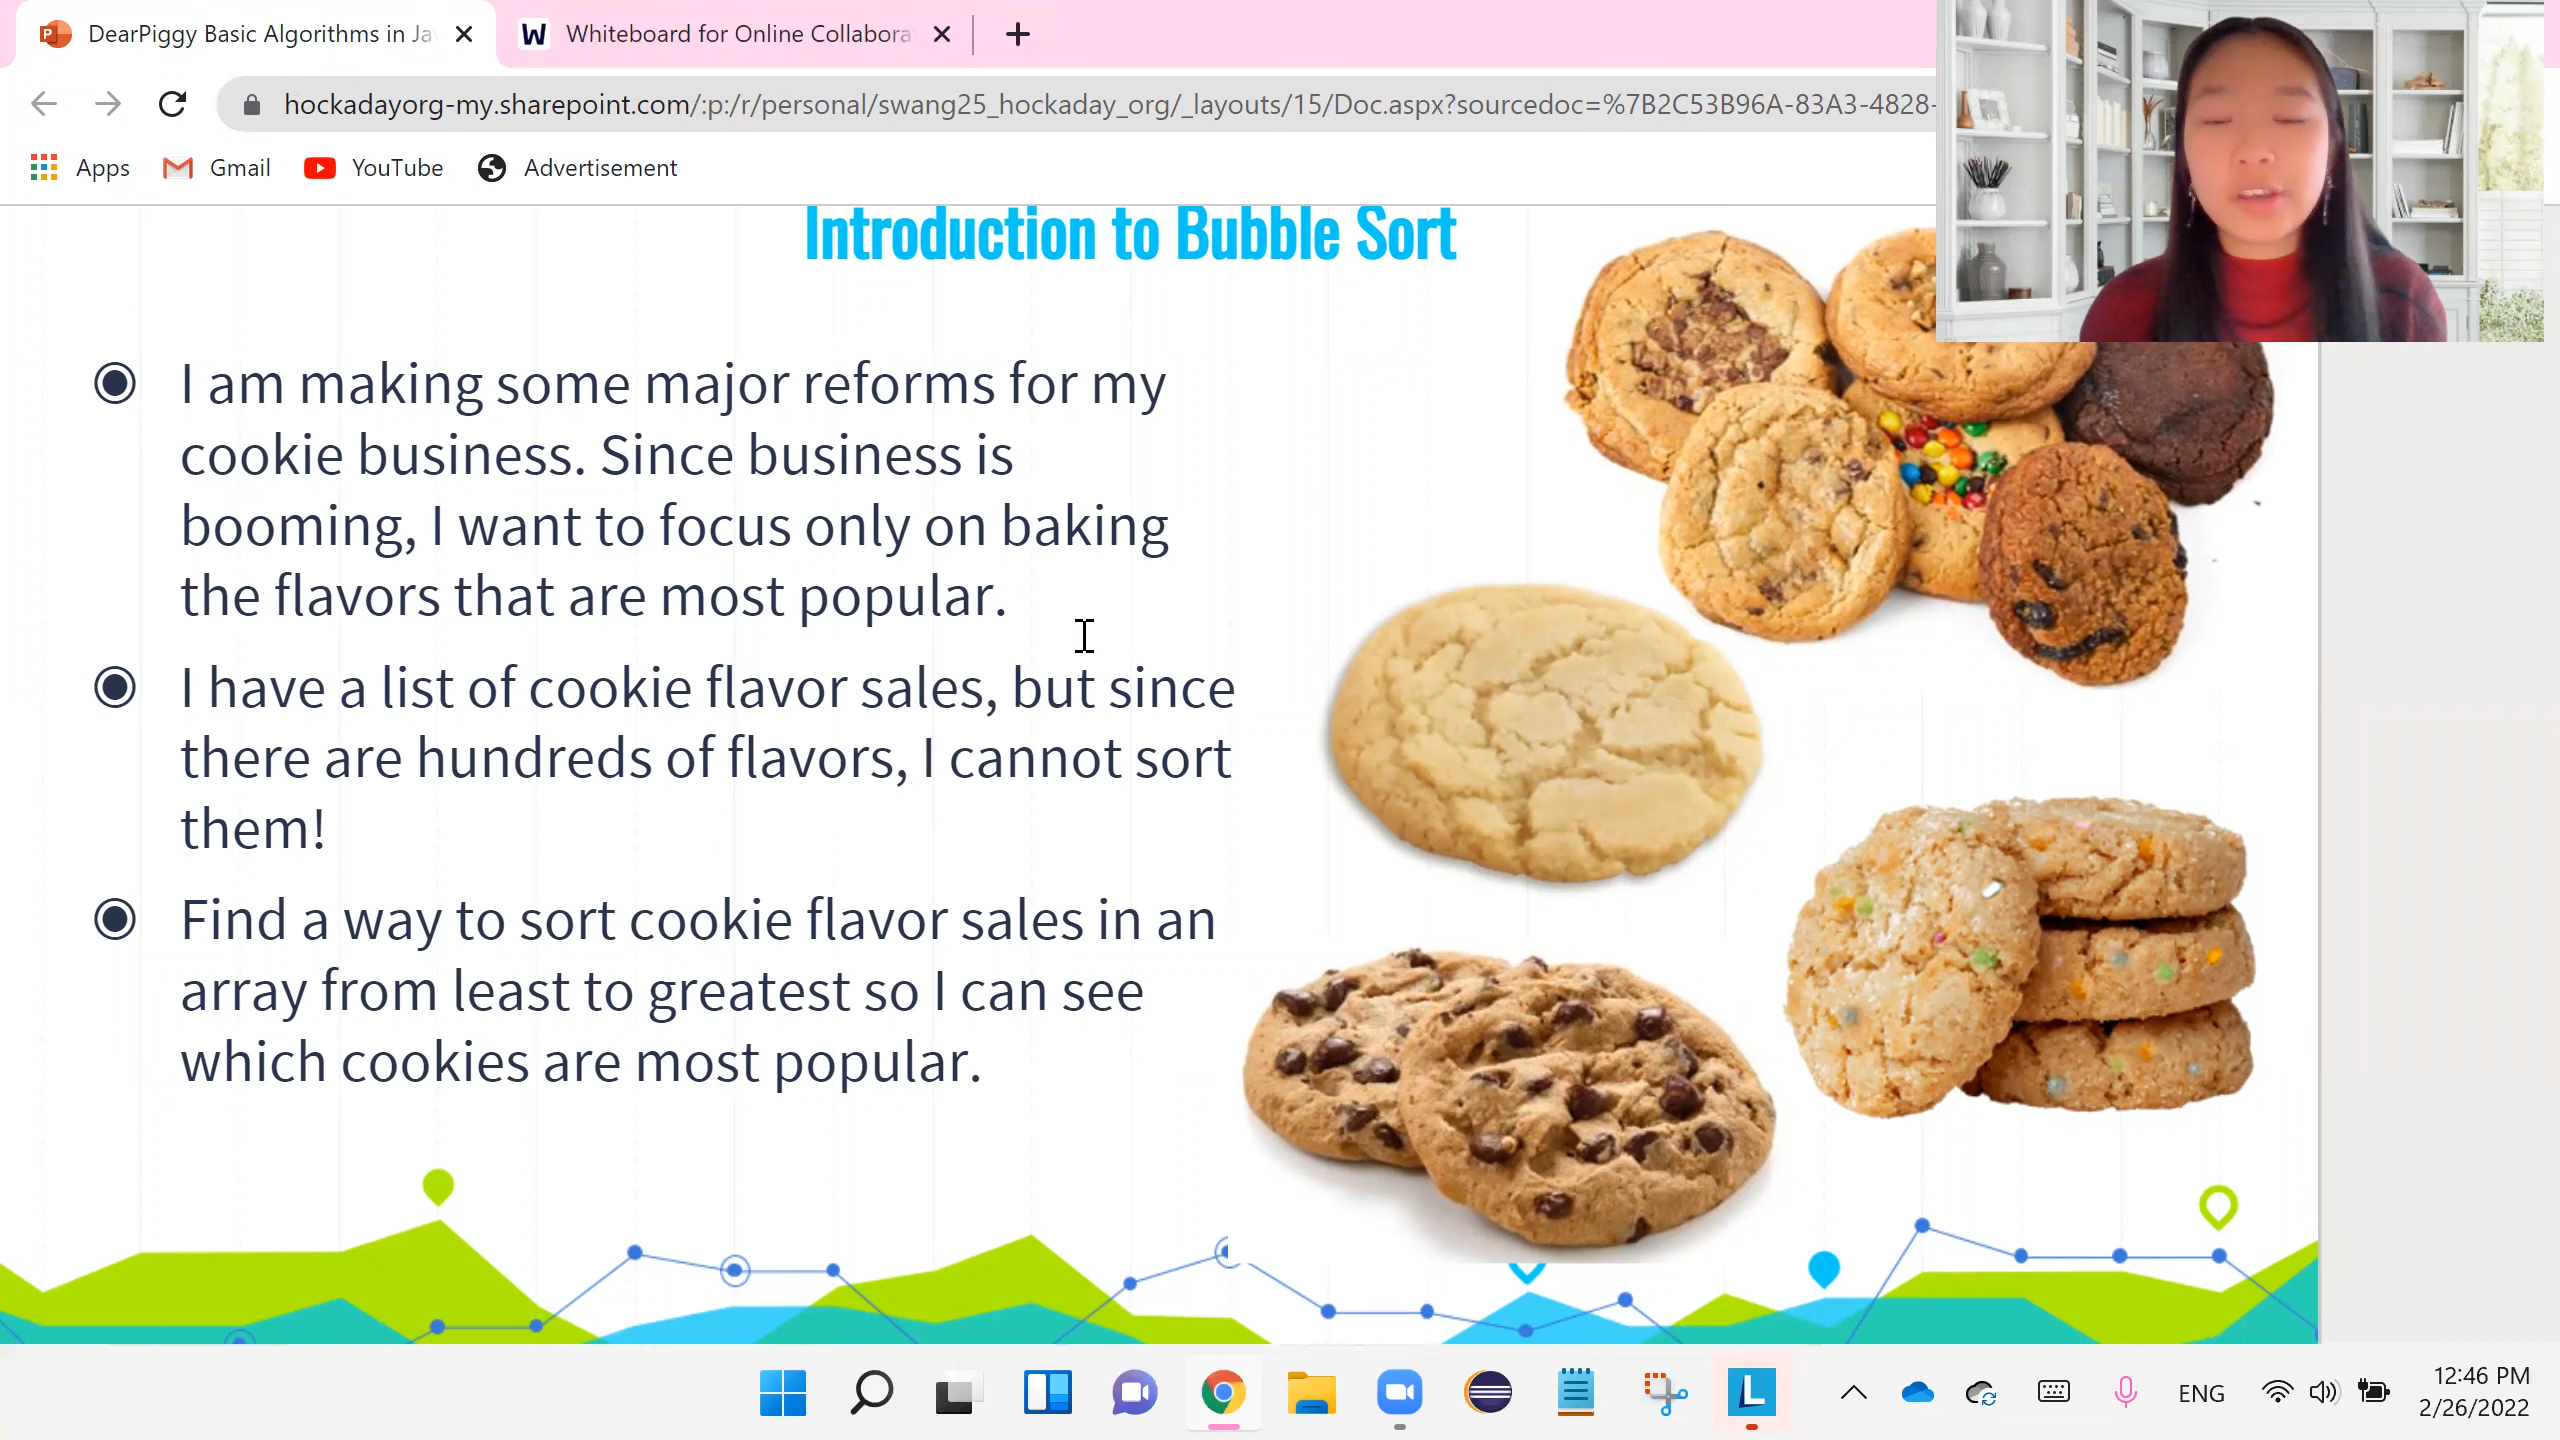 DearPiggy Basic Algorithms in Ja
Whiteboard for Online Collabora
hockadayorg-my.sharepoint.com/:p:/r/personal/swang25_hockaday_org/_layouts/15/Doc.aspx?sourcedoc=%7B2C53B96A-83A3-4828-
Apps Gmail YouTube Advertisement
Introduction to Bubble Sort
I am making some major reforms for my
cookie business. Since business is
booming, I want to focus only on baking
the flavors that are most popular.
I have a list of cookie flavor sales, but since
there are hundreds of flavors, I cannot sort
them!
Find a way to sort cookie flavor sales in an
array from least to greatest so I can see
which cookies are most popular.
ENG
12:46 PM
2/26/2022